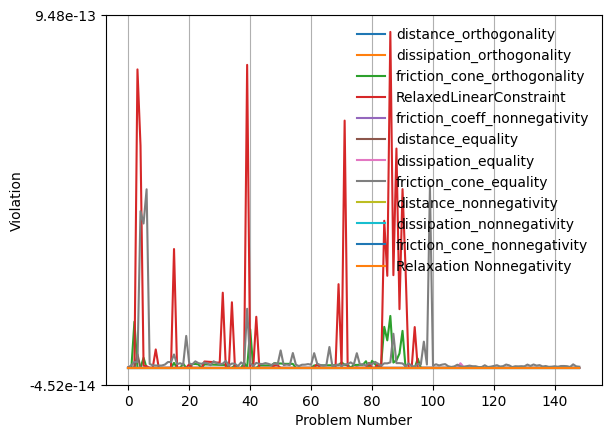 9.48e-13
distance_orthogonality
dissipation_orthogonality
friction_cone_orthogonality
RelaxedLinearConstraint
friction_coeff_nonnegativity
distance_equality
dissipation_equality
friction_cone_equality
distance_nonnegativity
dissipation_nonnegativity
friction_cone_nonnegativity
Relaxation Nonnegativity
Violation
-4.52e-14
0 20 40 60 80 100 120 140
Problem Number